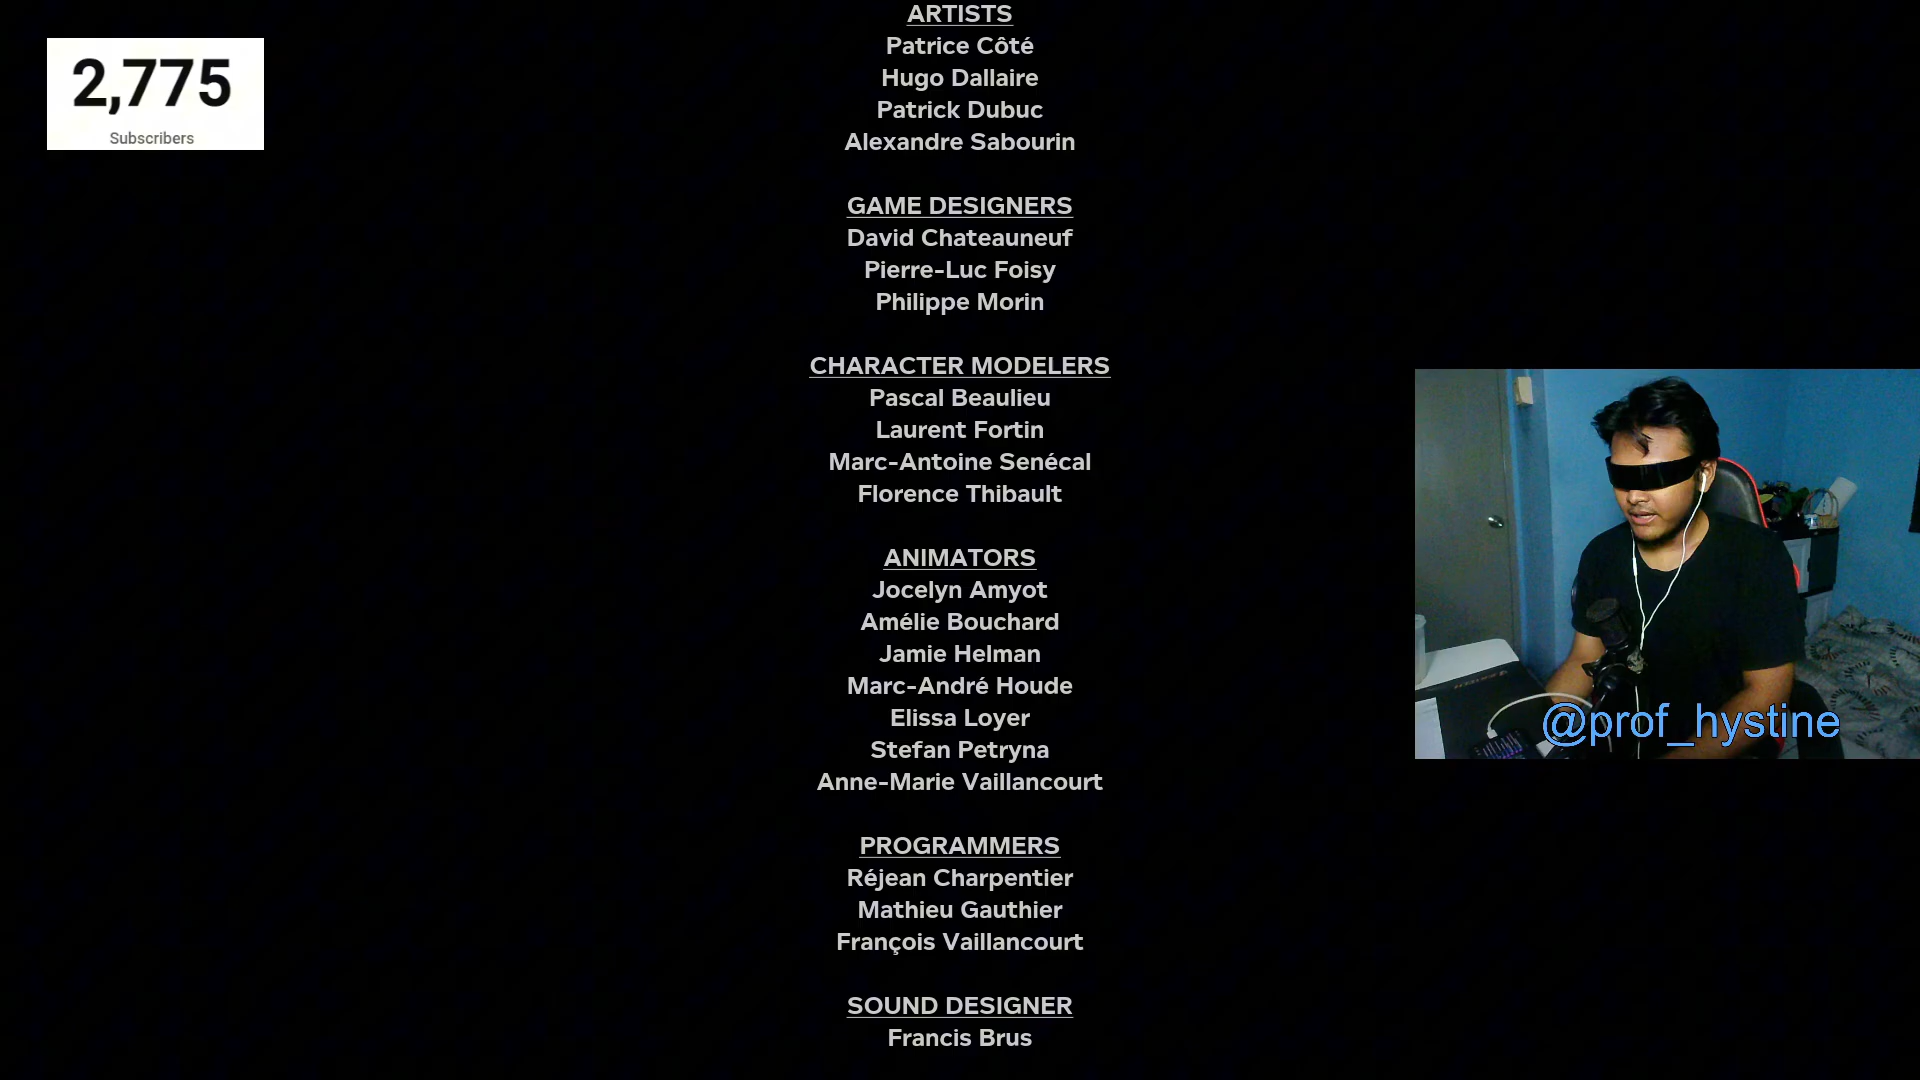 2,775
Subscribers
ARTISTS
Patrice Côté
Hugo Dallaire
Patrick Dubuc
Alexandre Sabourin
GAME DESIGNERS
David Chateauneuf
Pierre-Luc Foisy
Philippe Morin
CHARACTER MODELERS
Pascal Beaulieu
Laurent Fortin
Marc-Antoine Senécal
Florence Thibault
ANIMATORS
Jocelyn Amyot
Amélie Bouchard
Jamie Helman
Marc-André Houde
Elissa Loyer
Stefan Petryna
Anne-Marie Vaillancourt
PROGRAMMERS
Réjean Charpentier
Mathieu Gauthier
François Vaillancourt
SOUND DESIGNER
Francis Brus
@prof_hystine